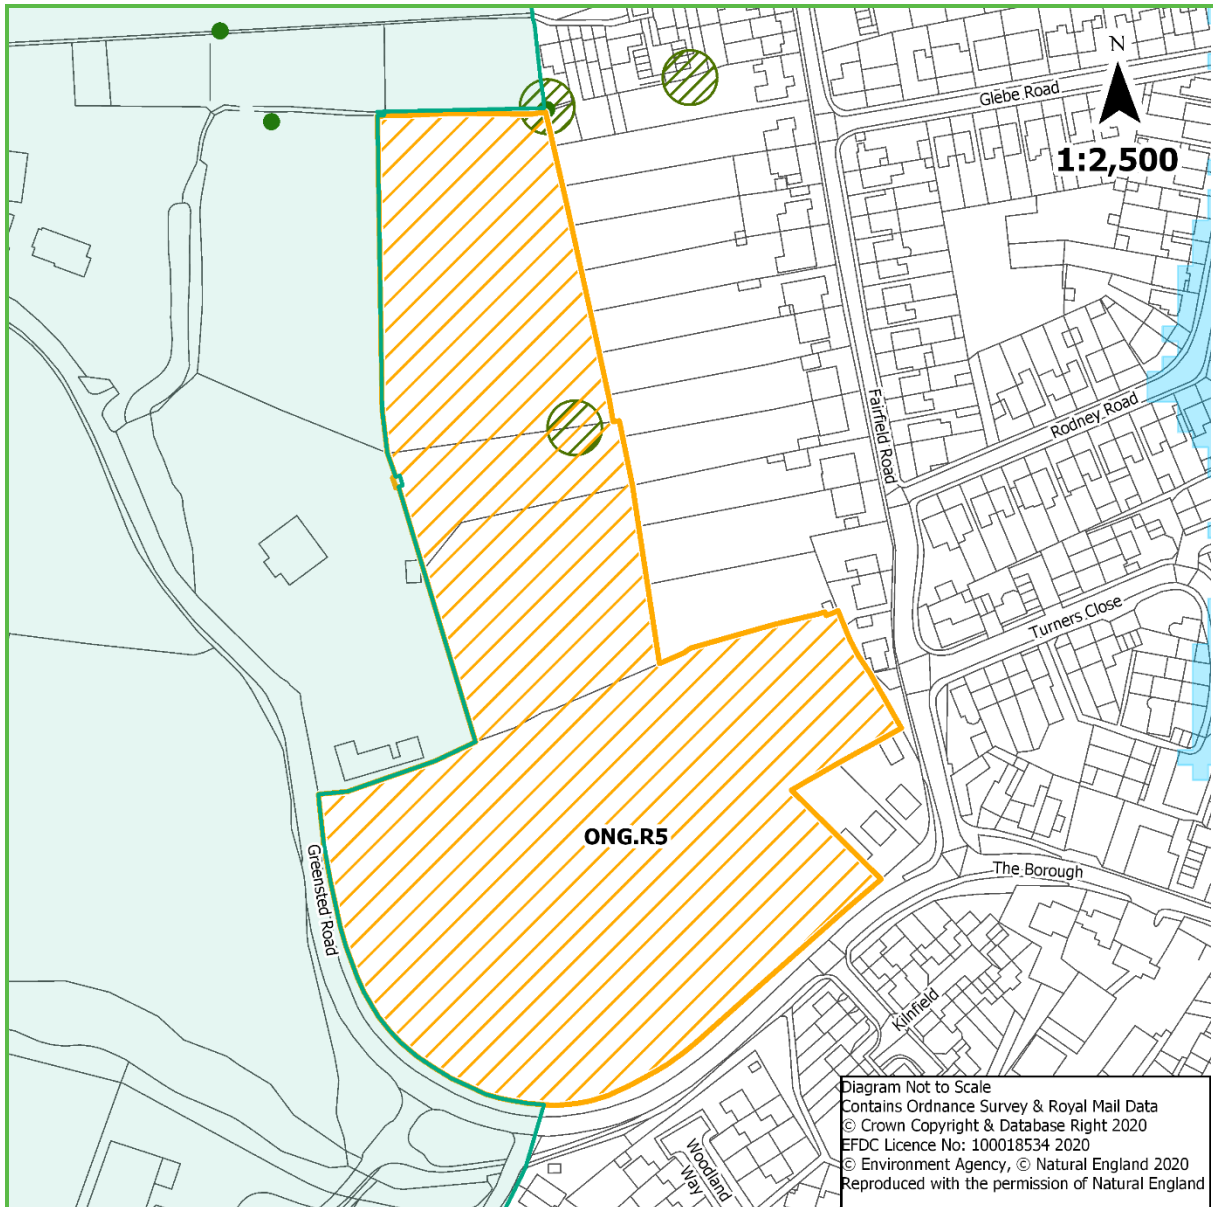 N
Glebe Road
1:2,500
Fairfield Road
Rodney Road
Turners Close
ONG.R5
Greensted Road
The Borough
Kilnfield
Woodland
Way
Diagram Not to Scale
Contains Ordnance Survey & Royal Mail Data
© Crown Copyright & Database Right 2020
EFDC Licence No: 100018534 2020
© Environment Agency, © Natural England 2020
Reproduced with the permission of Natural England